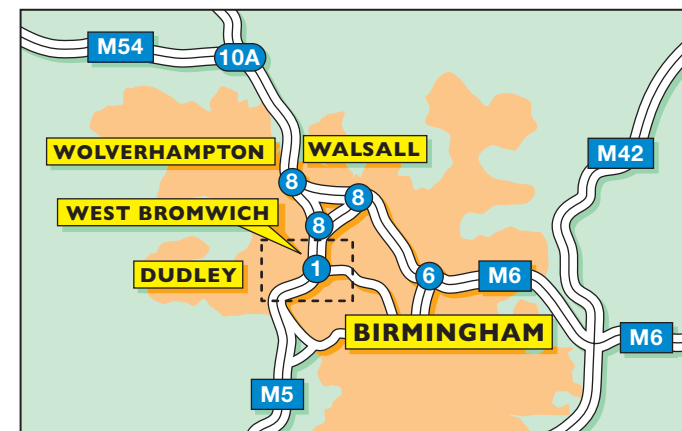 M54
10A
WOLVERHAMPTON
WALSALL
M42
8
8
WEST BROMWICH
8
DUDLEY
1
6
M6
BIRMINGHAM
M6
M5